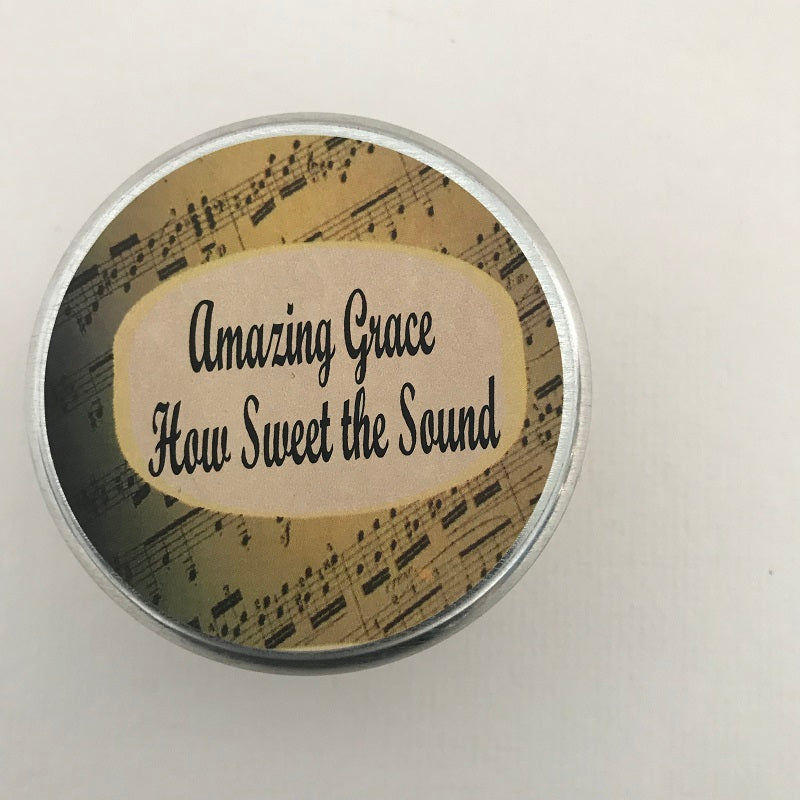 Amazing Grace
How Sweet the Sound